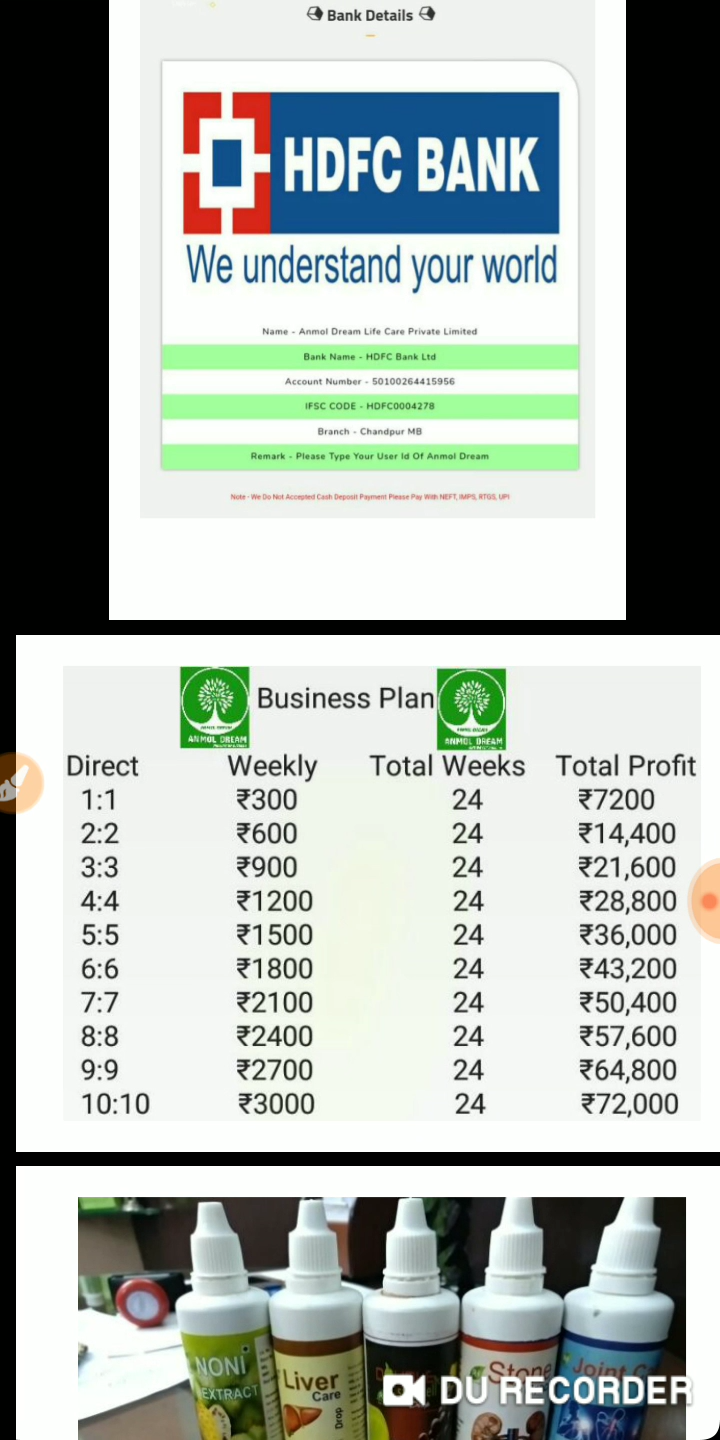 Bank Details
HDFC BANK
We understand your world
Name - Anmol Dream Life Care Private Limited
Bank Name - HDFC Bank Ltd
Account Number - 50100264415956
IFSC CODE - HDFC0004278
Branch - Chandpur MB
Remark - Please Type Your User Id Of Anmol Dream
Note - We Do Not Accepted Cash Deposit Payment Please Pay With NEFT, IMPS, RTGS, UPI
Business Plan
ANMOL DREAM
ANMOL DREAM
Direct Weekly Total Weeks Total Profit
1:1 ₹300 24 ₹7200
2:2 ₹600 24 ₹14,400
3:3 ₹900 24 ₹21,600
4:4 ₹1200 24 ₹28,800
5:5 ₹1500 24 ₹36,000
6:6 ₹1800 24 ₹43,200
7:7 ₹2100 24 ₹50,400
8:8 ₹2400 24 ₹57,600
9:9 ₹2700 24 ₹64,800
10:10 ₹3000 24 ₹72,000
NONI
EXTRACT
Liver
Care
Drop
Stone
Joint
DU RECORDER